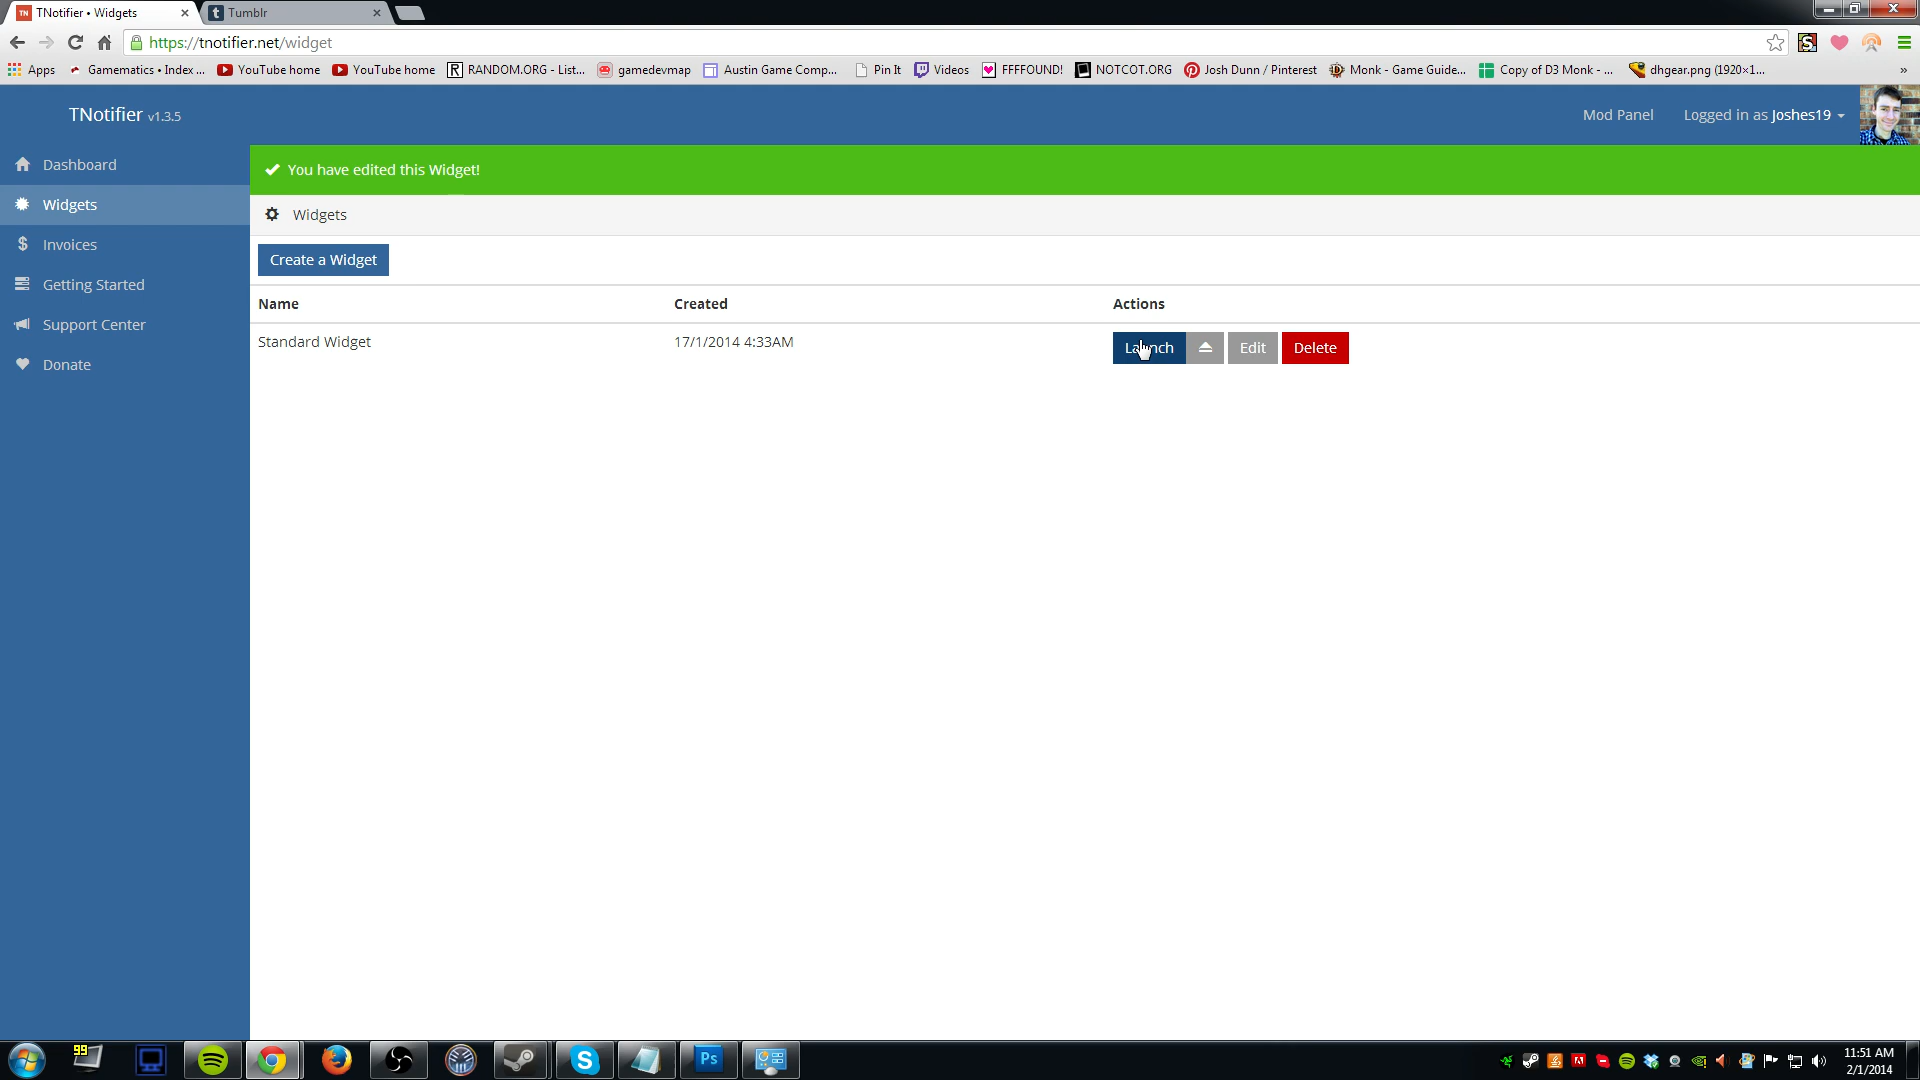 TN TNotifier • Widgets
t Tumblr
https://tnotifier.net/widget
Apps Gamematics • Index ... YouTube home YouTube home R RANDOM.ORG - List... gamedevmap Austin Game Comp... Pin It Videos FFFFOUND! NOTCOT.ORG Josh Dunn / Pinterest Monk - Game Guide... Copy of D3 Monk - ... dhgear.png (1920×1... »
TNotifier v1.3.5
Mod Panel Logged in as Joshes19
Dashboard
Widgets
Invoices
Getting Started
Support Center
Donate
You have edited this Widget!
Widgets
Create a Widget
Name Created Actions
Standard Widget 17/1/2014 4:33AM Launch Edit Delete
99 Ps
11:51 AM
2/1/2014